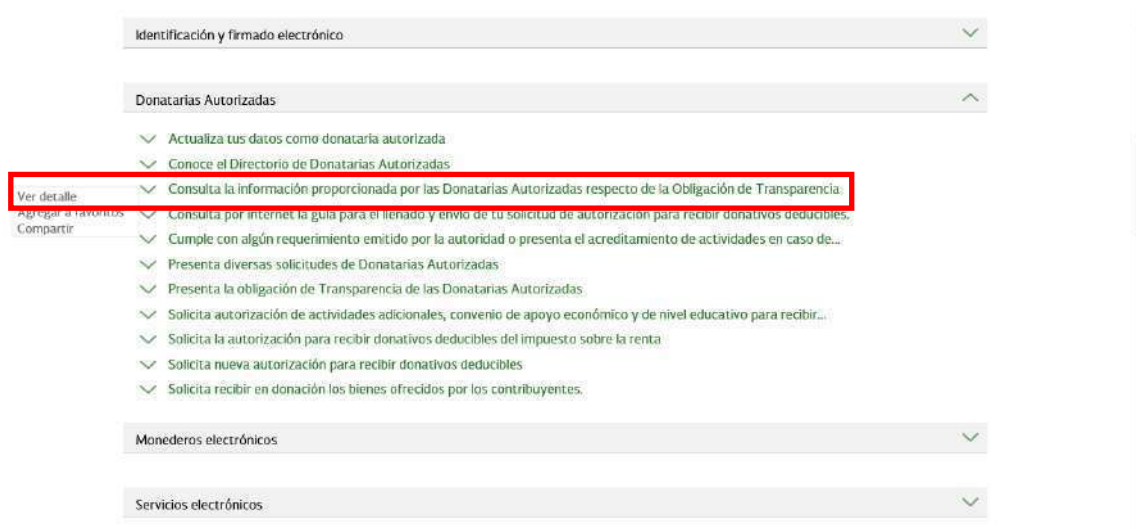 Identificación y firmado electrónico
Donatarias Autorizadas
Actualiza tus datos como donataria autorizada
Conoce el Directorio de Donatarias Autorizadas
Consulta la información proporcionada por las Donatarias Autorizadas respecto de la Obligación de Transparencia
Ver detalle
Agregar a favoritos
Compartir
Consulta por internet la guía para el llenado y envío de tu solicitud de autorización para recibir donativos deducibles.
Cumple con algún requerimiento emitido por la autoridad o presenta el acreditamiento de actividades en caso de...
Presenta diversas solicitudes de Donatarias Autorizadas
Presenta la obligación de Transparencia de las Donatarias Autorizadas
Solicita autorización de actividades adicionales, convenio de apoyo económico y de nivel educativo para recibir...
Solicita la autorización para recibir donativos deducibles del impuesto sobre la renta
Solicita nueva autorización para recibir donativos deducibles
Solicita recibir en donación los bienes ofrecidos por los contribuyentes.
Monederos electrónicos
Servicios electrónicos